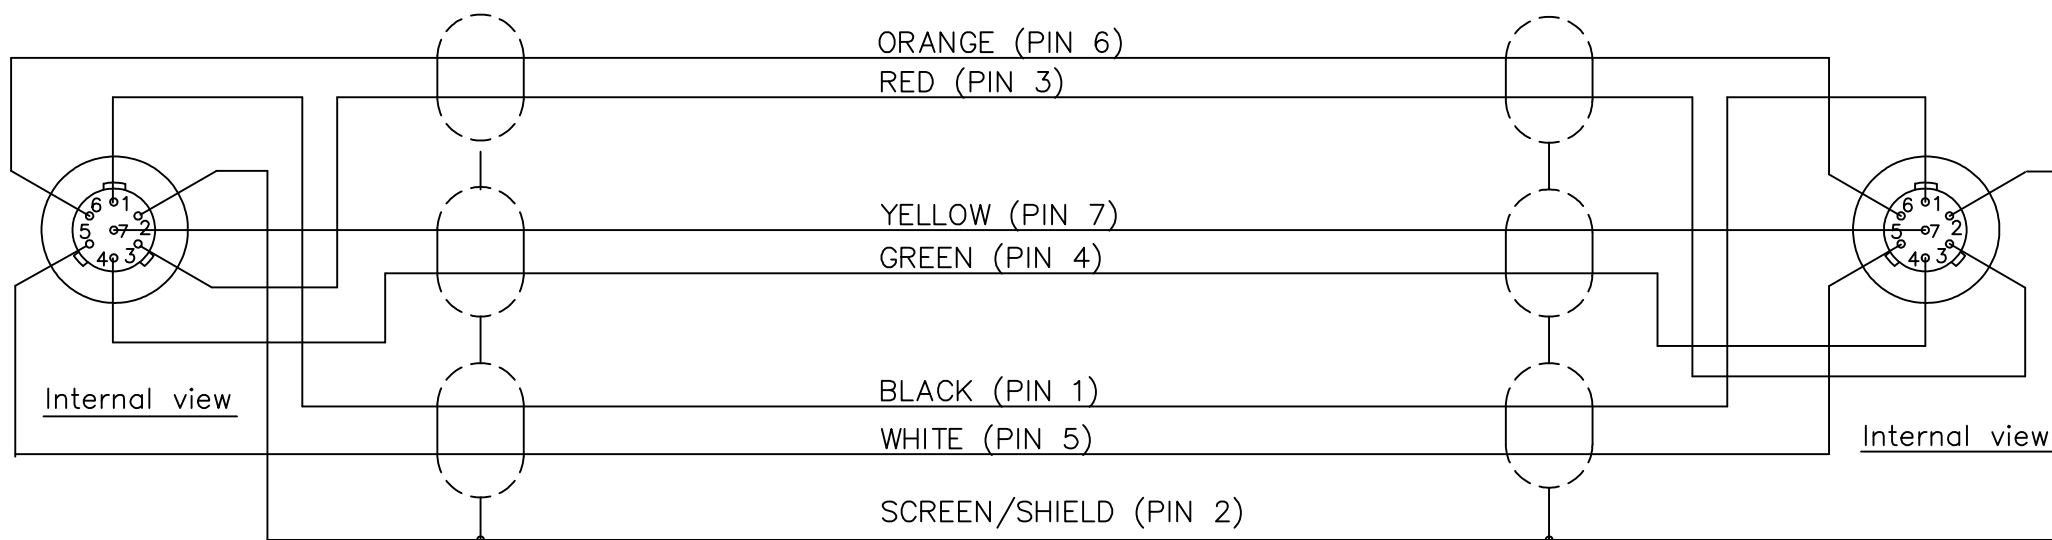 ORANGE (PIN 6)
RED (PIN 3)
6 1
5 7 2
4 3
YELLOW (PIN 7)
GREEN (PIN 4)
6 1
5 7 2
4 3
Internal view
BLACK (PIN 1)
WHITE (PIN 5)
Internal view
SCREEN/SHIELD (PIN 2)